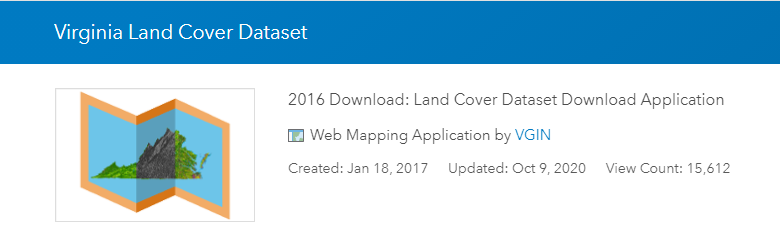 Virginia Land Cover Dataset
2016 Download: Land Cover Dataset Download Application
Web Mapping Application by VGIN
Created: Jan 18, 2017 Updated: Oct 9, 2020 View Count: 15,612